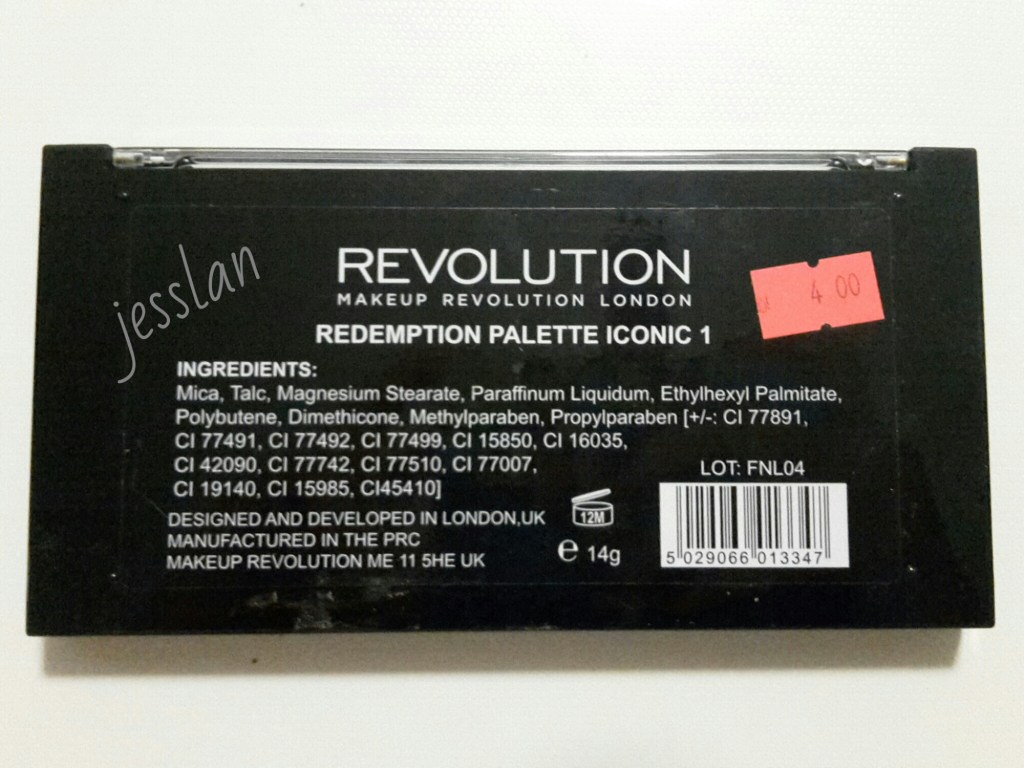 jesslan
REVOLUTION
MAKEUP REVOLUTION LONDON
4 00
REDEMPTION PALETTE ICONIC 1
INGREDIENTS:
Mica, Talc, Magnesium Stearate, Paraffinum Liquidum, Ethylhexyl Palmitate,
Polybutene, Dimethicone, Methylparaben, Propylparaben [+/-: CI 77891,
CI 77491, CI 77492, CI 77499, CI 15850, CI 16035,
CI 42090, CI 77742, CI 77510, CI 77007,
CI 19140, CI 15985, CI45410]
LOT: FNL04
DESIGNED AND DEVELOPED IN LONDON,UK
MANUFACTURED IN THE PRC
MAKEUP REVOLUTION ME 11 5HE UK
12M
e 14g
5 029066 013347